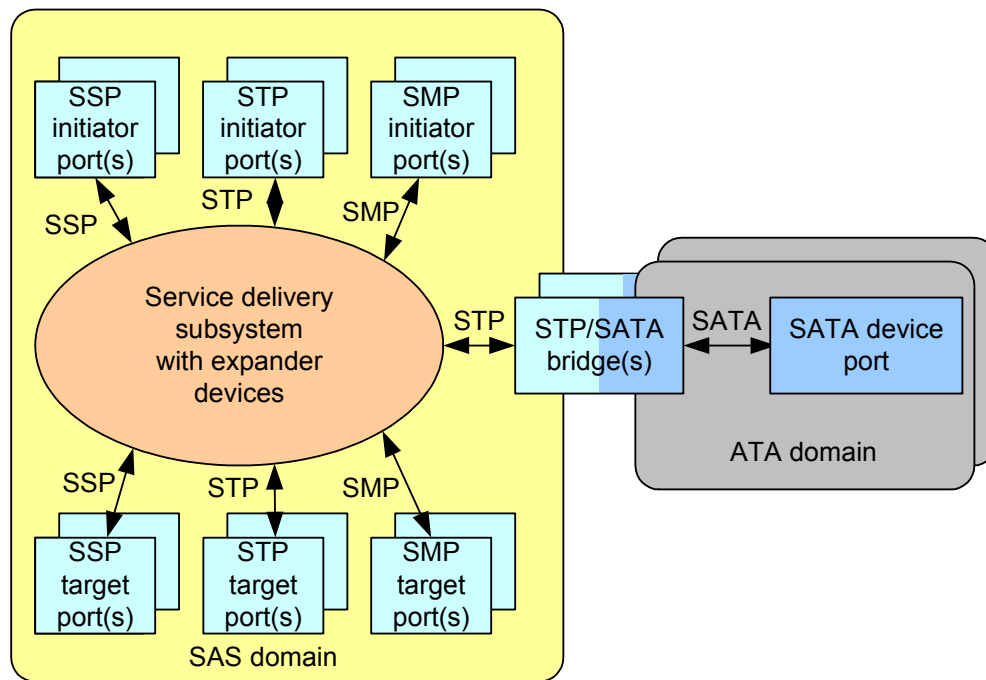 SSP
initiator
port(s)
STP
initiator
port(s)
SMP
initiator
port(s)
SSP
STP
SMP
Service delivery
subsystem
with expander
devices
STP
STP/SATA
bridge(s)
SATA
SATA device
port
ATA domain
SSP
STP
SMP
SSP
target
port(s)
STP
target
port(s)
SMP
target
port(s)
SAS domain